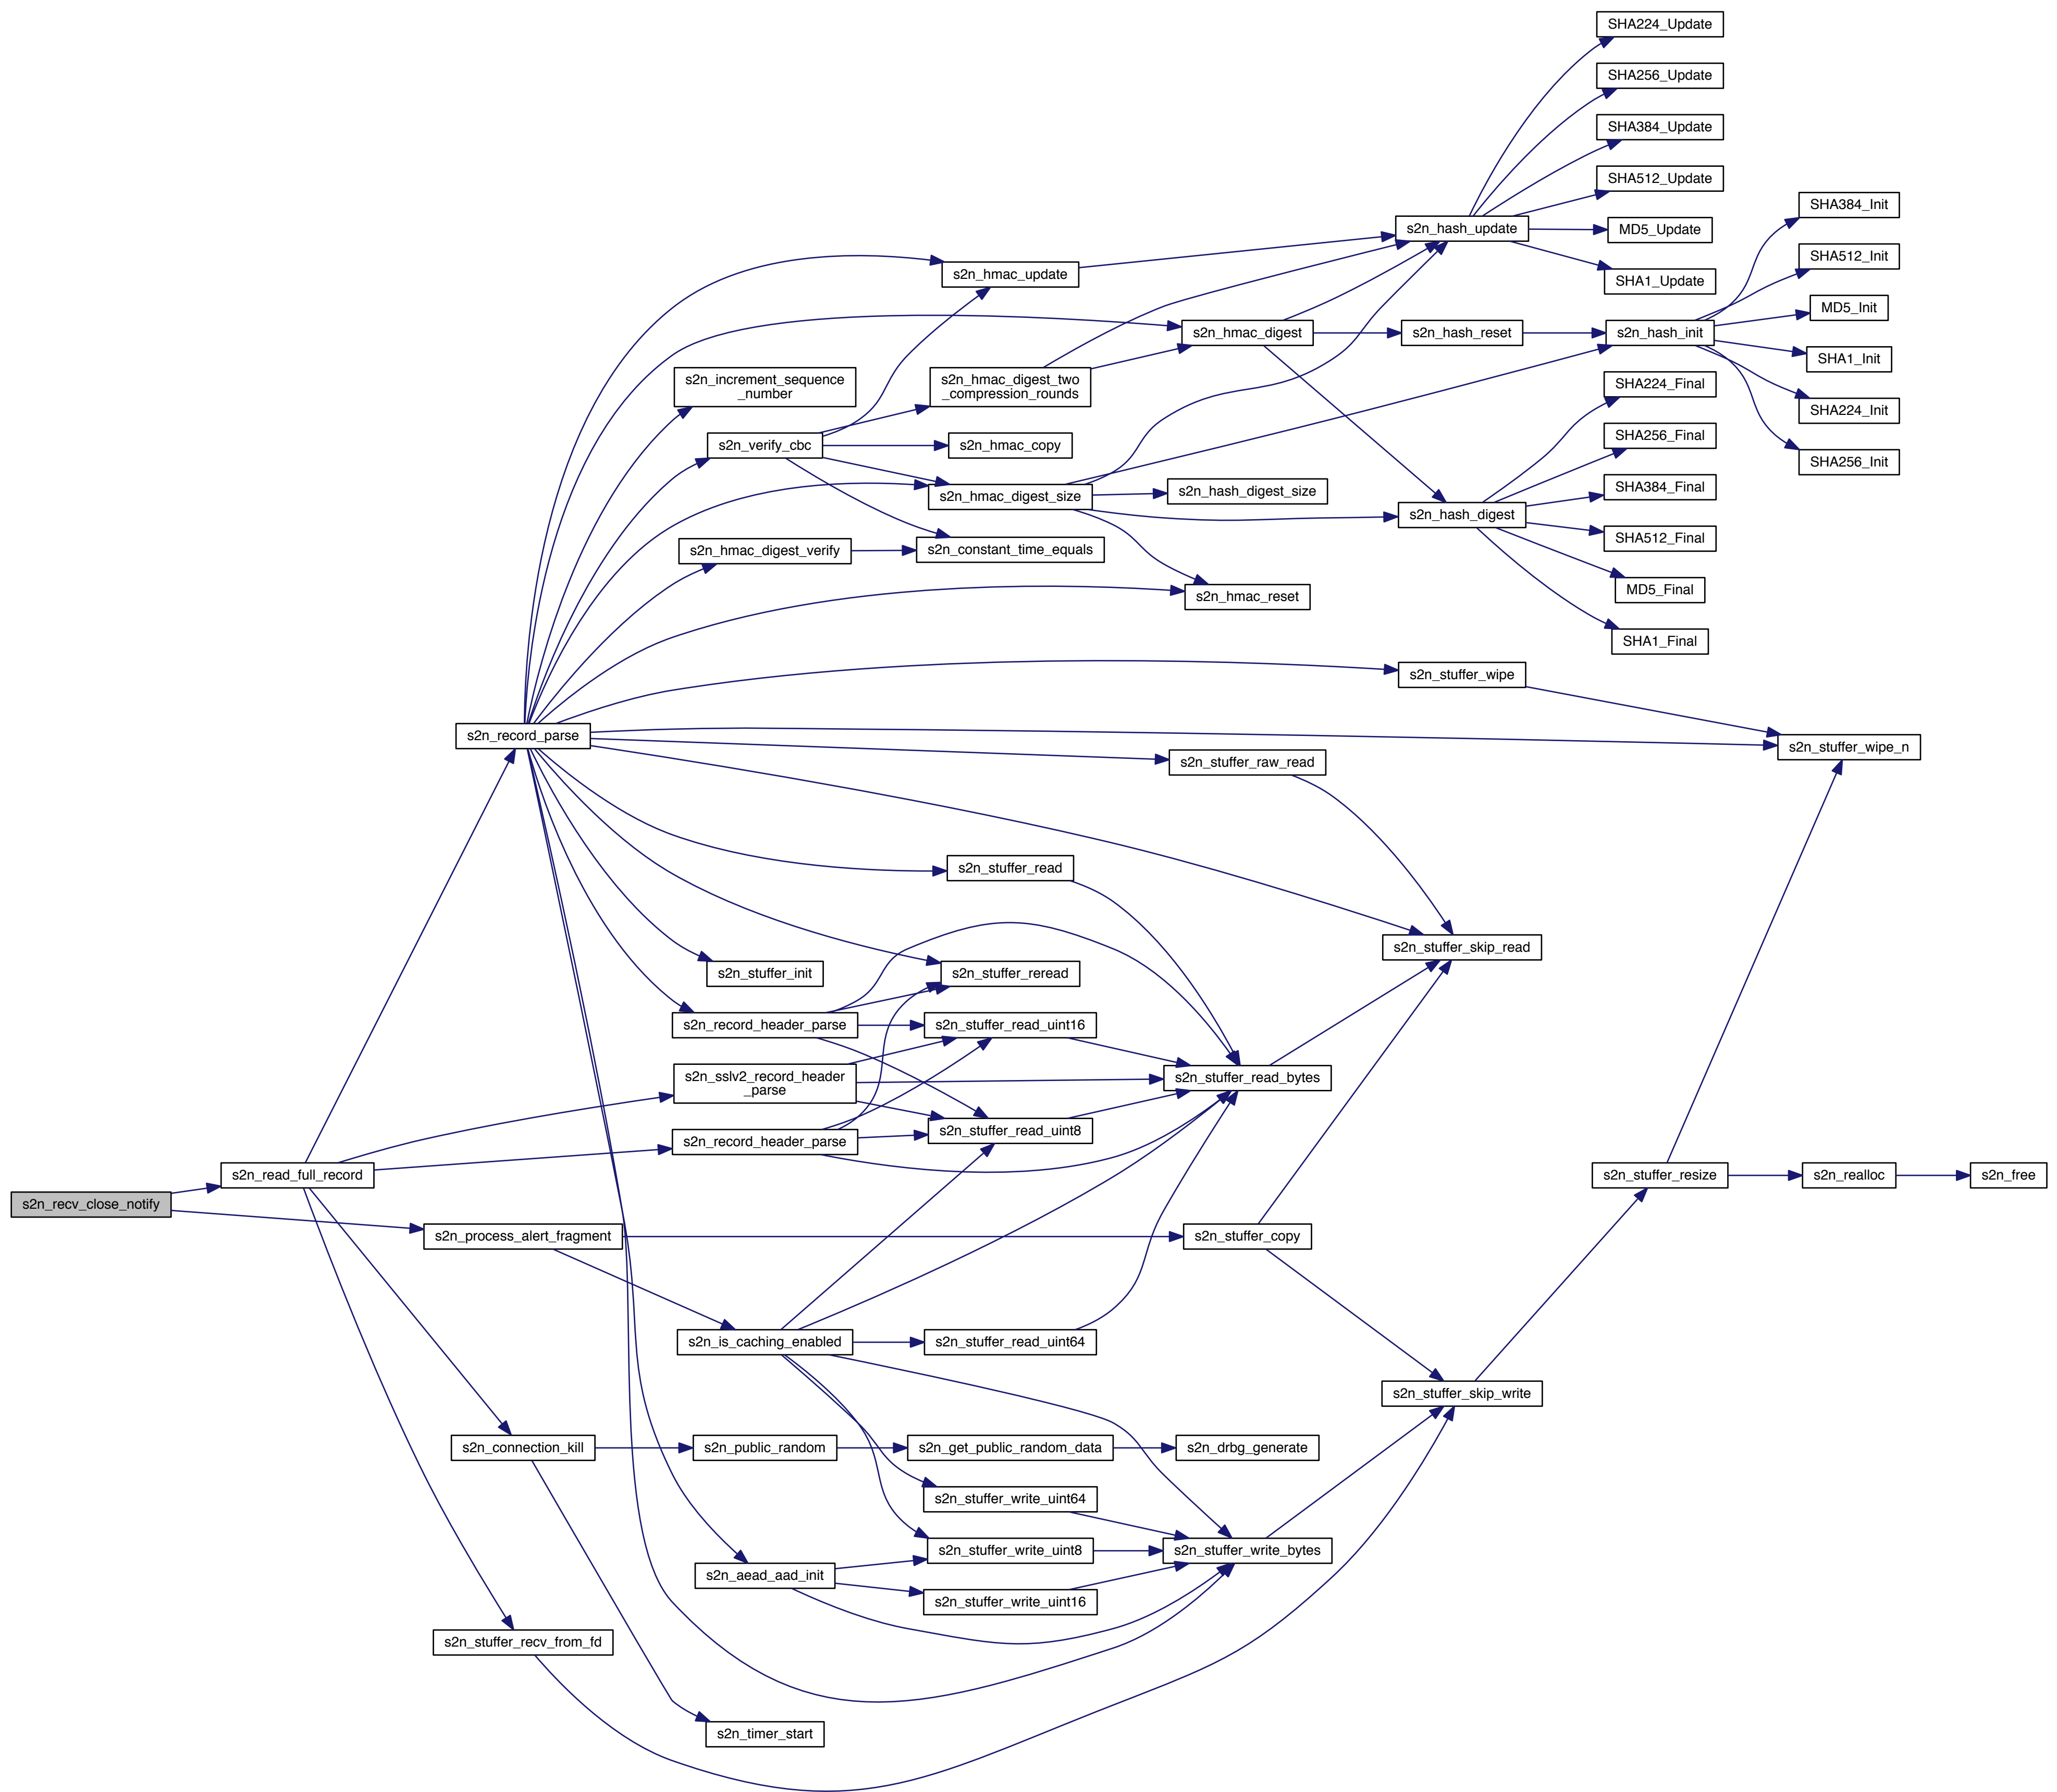 SHA224_Update
SHA256_Update
SHA384_Update
SHA512_Update
SHA384_Init
s2n_hash_update
MD5_Update
SHA512_Init
s2n_hmac_update
SHA1_Update
MD5_Init
s2n_hmac_digest
s2n_hash_reset
s2n_hash_init
SHA1_Init
s2n_increment_sequence
_number
s2n_hmac_digest_two
_compression_rounds
SHA224_Final
SHA224_Init
s2n_verify_cbc
s2n_hmac_copy
SHA256_Final
SHA256_Init
s2n_hmac_digest_size
s2n_hash_digest_size
SHA384_Final
s2n_hash_digest
SHA512_Final
s2n_hmac_digest_verify
s2n_constant_time_equals
MD5_Final
s2n_hmac_reset
SHA1_Final
s2n_stuffer_wipe
s2n_record_parse
s2n_stuffer_wipe_n
s2n_stuffer_raw_read
s2n_stuffer_read
s2n_stuffer_skip_read
s2n_stuffer_init
s2n_stuffer_reread
s2n_record_header_parse
s2n_stuffer_read_uint16
s2n_sslv2_record_header
_parse
s2n_stuffer_read_bytes
s2n_record_header_parse
s2n_stuffer_read_uint8
s2n_read_full_record
s2n_stuffer_resize
s2n_realloc
s2n_free
s2n_recv_close_notify
s2n_process_alert_fragment
s2n_stuffer_copy
s2n_is_caching_enabled
s2n_stuffer_read_uint64
s2n_stuffer_skip_write
s2n_connection_kill
s2n_public_random
s2n_get_public_random_data
s2n_drbg_generate
s2n_stuffer_write_uint64
s2n_stuffer_write_uint8
s2n_stuffer_write_bytes
s2n_aead_aad_init
s2n_stuffer_write_uint16
s2n_stuffer_recv_from_fd
s2n_timer_start